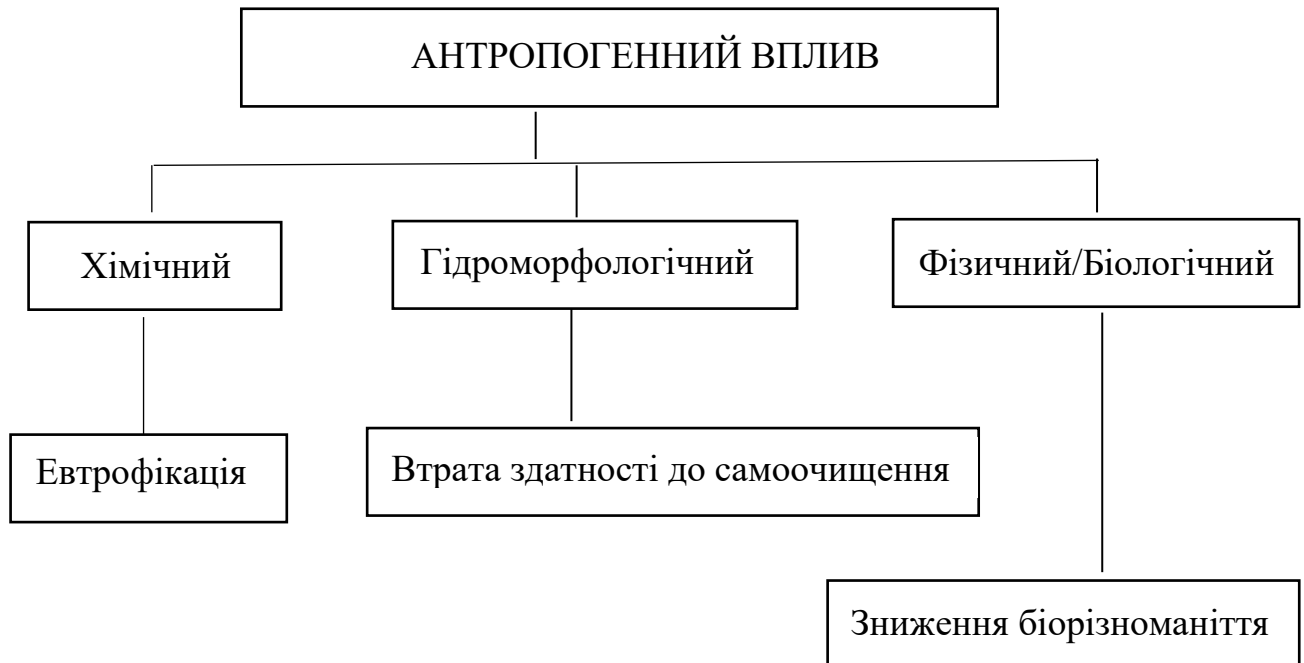 АНТРОПОГЕННИЙ ВПЛИВ
Хімічний
Гідроморфологічний
Фізичний/Біологічний
Евтрофікація
Втрата здатності до самоочищення
Зниження біорізноманіття